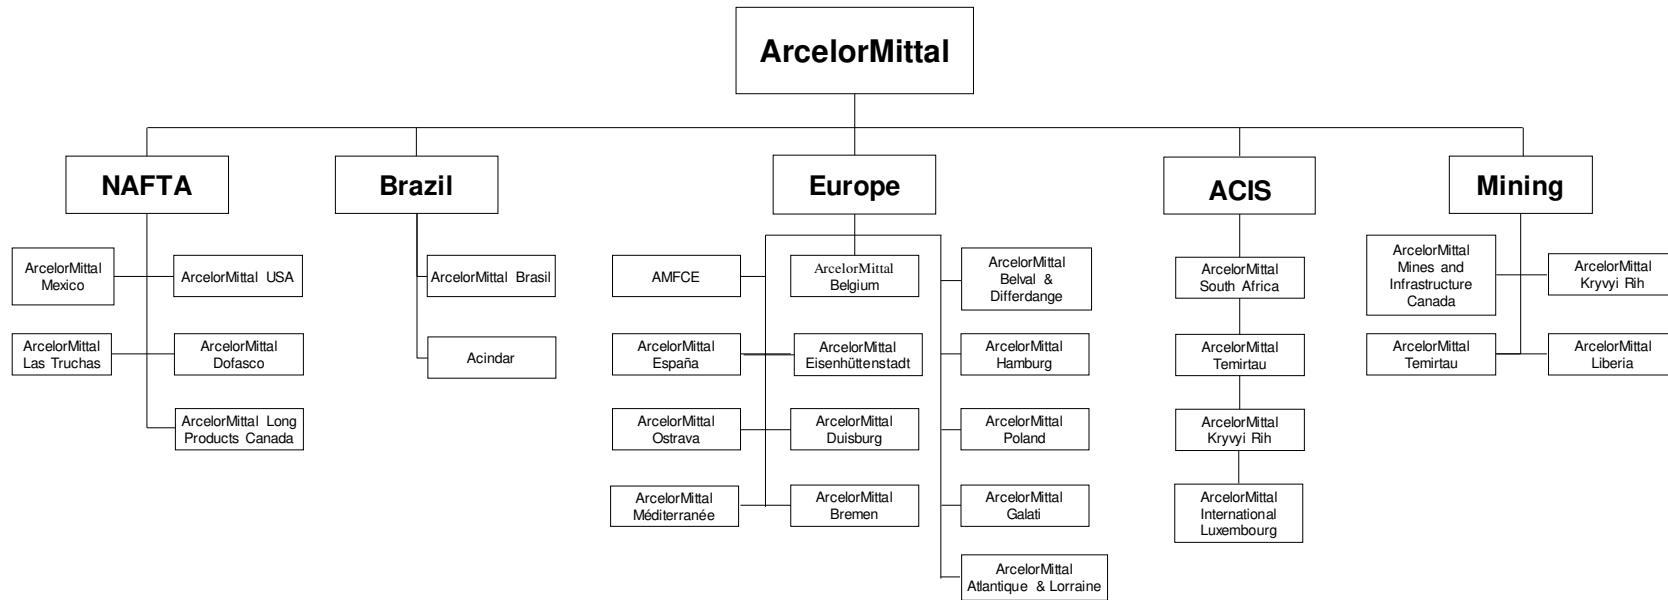 ArcelorMittal
NAFTA
Brazil
Europe
ACIS
Mining
ArcelorMittal
Mexico
ArcelorMittal USA
ArcelorMittal
Las Truchas
ArcelorMittal
Dofasco
ArcelorMittal Long
Products Canada
ArcelorMittal Brasil
Acindar
AMFCE
ArcelorMittal
Belgium
ArcelorMittal
Belval &
Differdange
ArcelorMittal
España
ArcelorMittal
Eisenhüttenstadt
ArcelorMittal
Hamburg
ArcelorMittal
Ostrava
ArcelorMittal
Duisburg
ArcelorMittal
Poland
ArcelorMittal
Méditerranée
ArcelorMittal
Bremen
ArcelorMittal
Galati
ArcelorMittal
Atlantique & Lorraine
ArcelorMittal
South Africa
ArcelorMittal
Temirtau
ArcelorMittal
Kryvyi Rih
ArcelorMittal
International
Luxembourg
ArcelorMittal
Mines and
Infrastructure
Canada
ArcelorMittal
Kryvyi Rih
ArcelorMittal
Temirtau
ArcelorMittal
Liberia